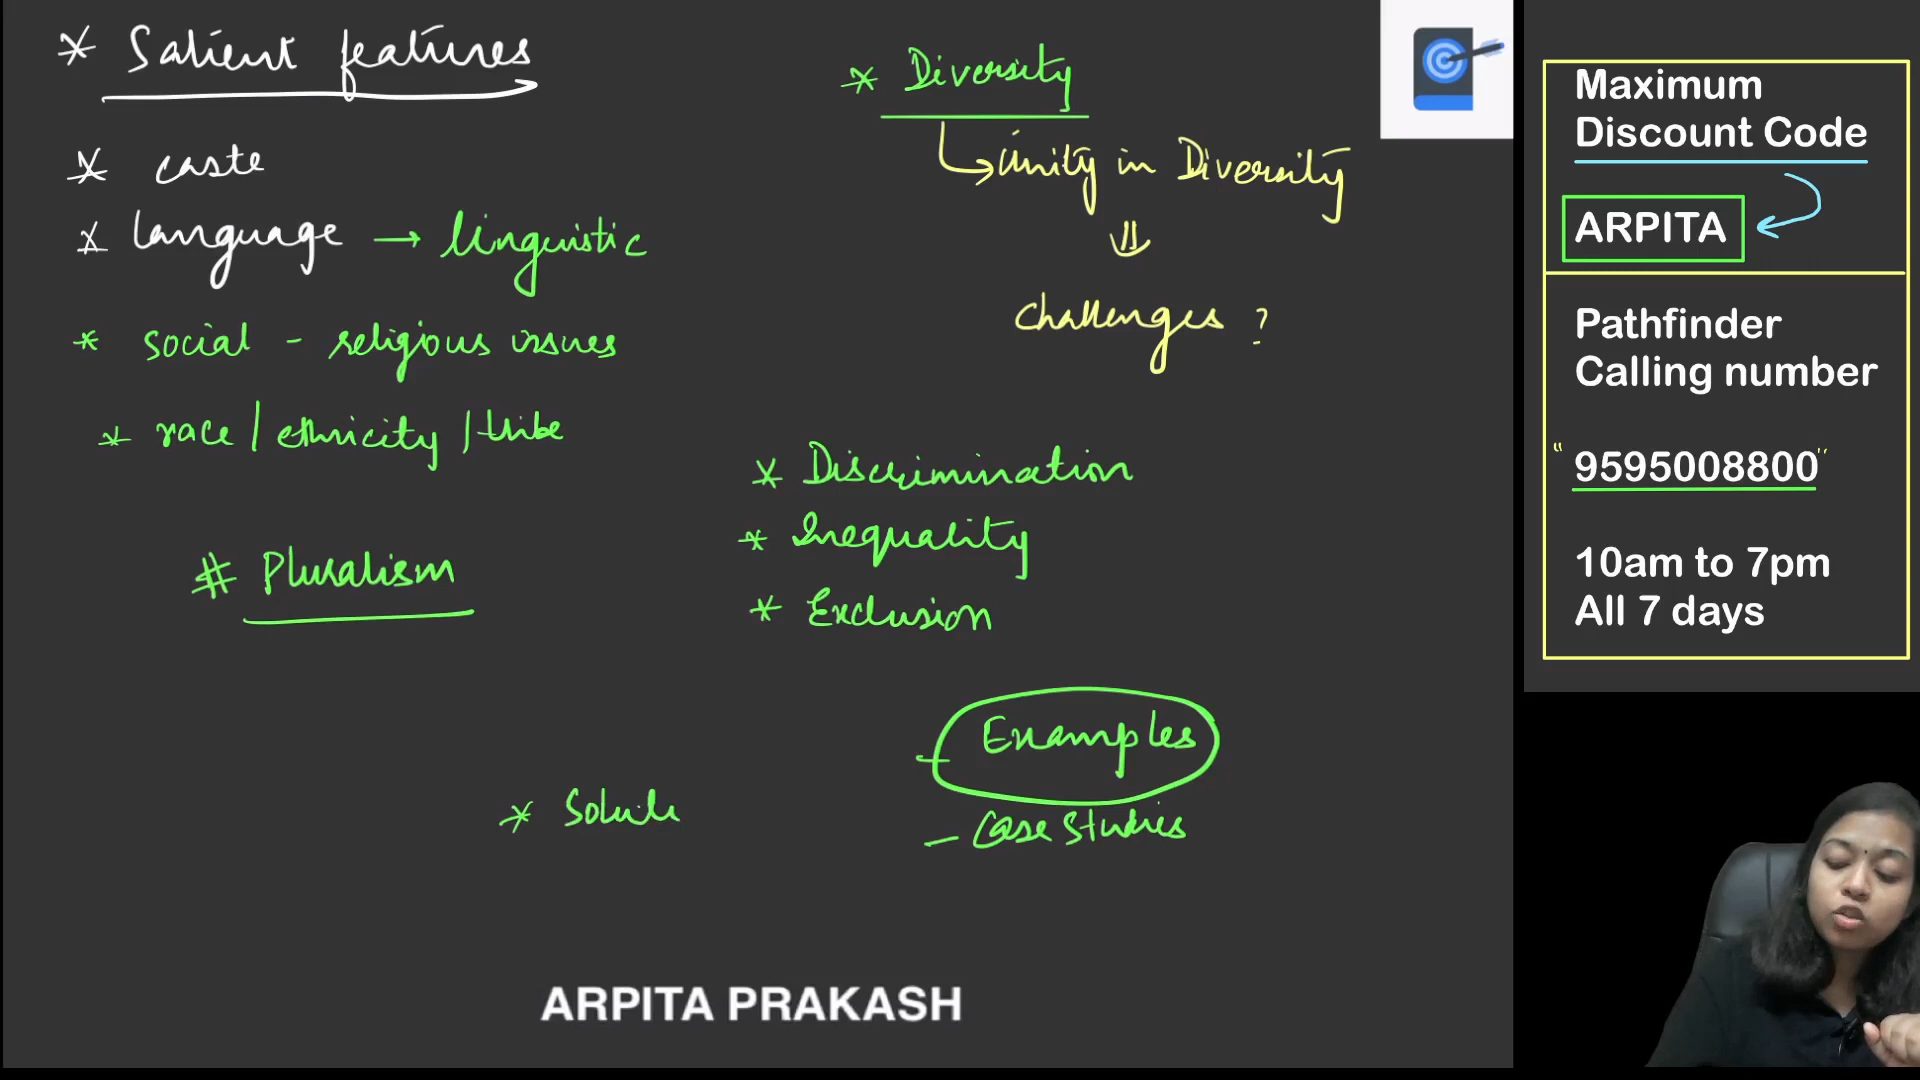 * Salient features
* caste
* language → linguistic
* social - religious issues
* race / ethnicity / tribe
# Pluralism
* Diversity
unity in Diversity
⇓
challenges ?
* Discrimination
* Inequality
* Exclusion
- Examples
- Case Studies
* Solu
ARPITA PRAKASH
Maximum
Discount Code
ARPITA
Pathfinder
Calling number
"9595008800"
10am to 7pm
All 7 days